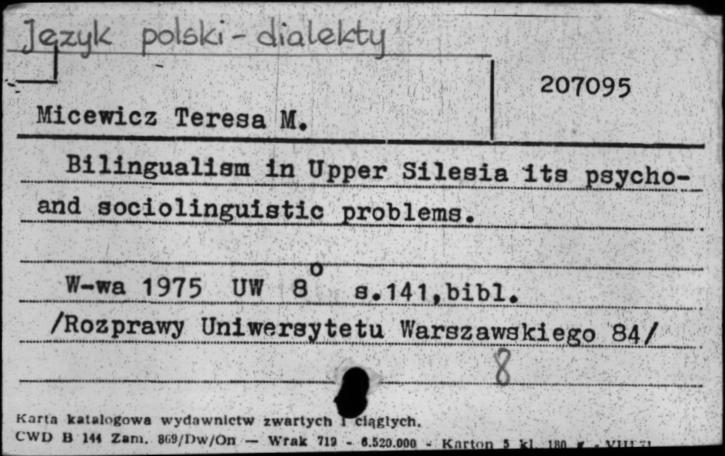 Język polski - dialekty
207095
Micewicz Teresa M.
Bilingualism in Upper Silesia its psycho-
and sociolinguistic problems.
W-wa 1975 UW 8° s.141,bibl.
/Rozprawy Uniwersytetu Warszawskiego 84/
8
Karta katalogowa wydawnictw zwartych i ciągłych.
CWD B 144 Zam. 869/Dw/On — Wrak 719 - 6.520.000 - Karton 5 kl. 180